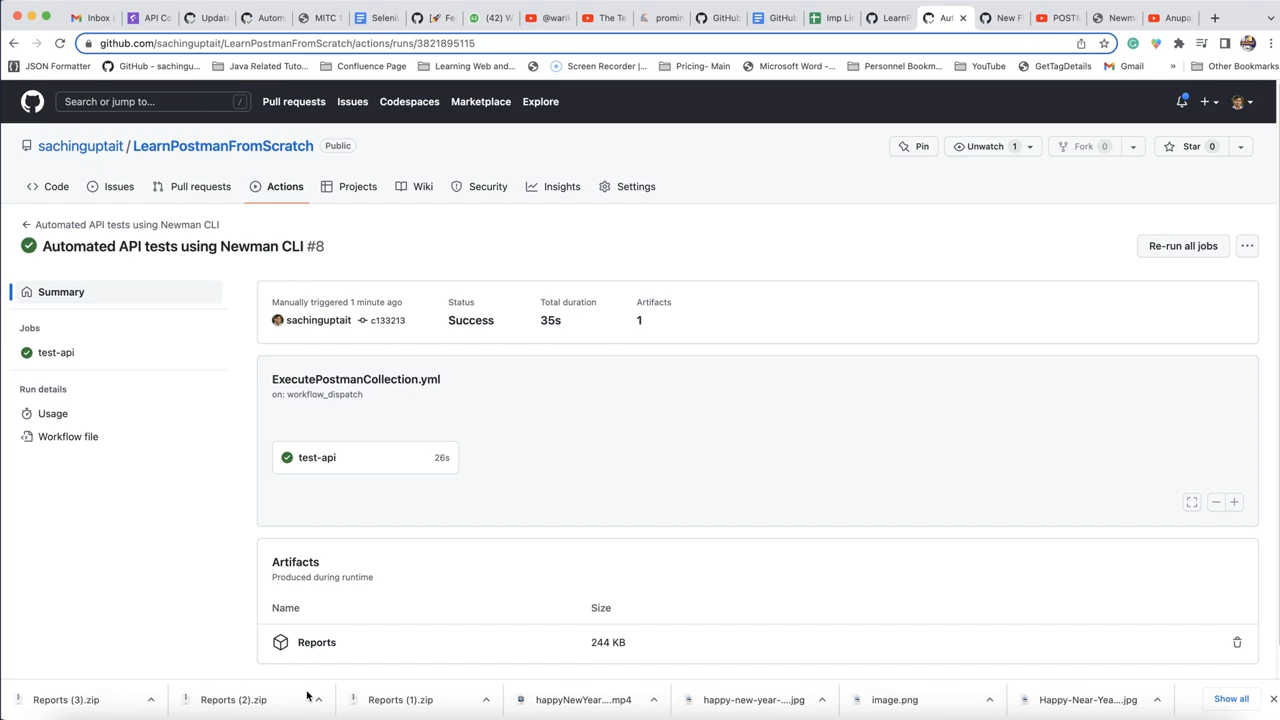 Inbox (
API Co
Update
Autom
MITC
Seleni
Fe
(42) W
@wari
The Te
promin
GitHub
GitHub
Imp Lin
LearnP
Aut
New F
POSTM
Newm
Anupa
github.com/sachinguptait/LearnPostmanFromScratch/actions/runs/3821895115
JSON Formatter
GitHub - sachingu...
Java Related Tuto...
Confluence Page
Learning Web and...
Screen Recorder |...
Pricing- Main
Microsoft Word -...
Personnel Bookm...
YouTube
GetTagDetails
Gmail
»
Other Bookmarks
Search or jump to...
/
Pull requests
Issues
Codespaces
Marketplace
Explore
sachinguptait / LearnPostmanFromScratch
Public
Pin
Unwatch 1
Fork 0
Star 0
Code
Issues
Pull requests
Actions
Projects
Wiki
Security
Insights
Settings
← Automated API tests using Newman CLI
Automated API tests using Newman CLI #8
Re-run all jobs
Summary
Jobs
test-api
Run details
Usage
Workflow file
Manually triggered 1 minute ago
sachinguptait c133213
Status
Success
Total duration
35s
Artifacts
1
ExecutePostmanCollection.yml
on: workflow_dispatch
test-api
26s
Artifacts
Produced during runtime
Name
Size
Reports
244 KB
Reports (3).zip
Reports (2).zip
Reports (1).zip
happyNewYear....mp4
happy-new-year-....jpg
image.png
Happy-Near-Yea....jpg
Show all